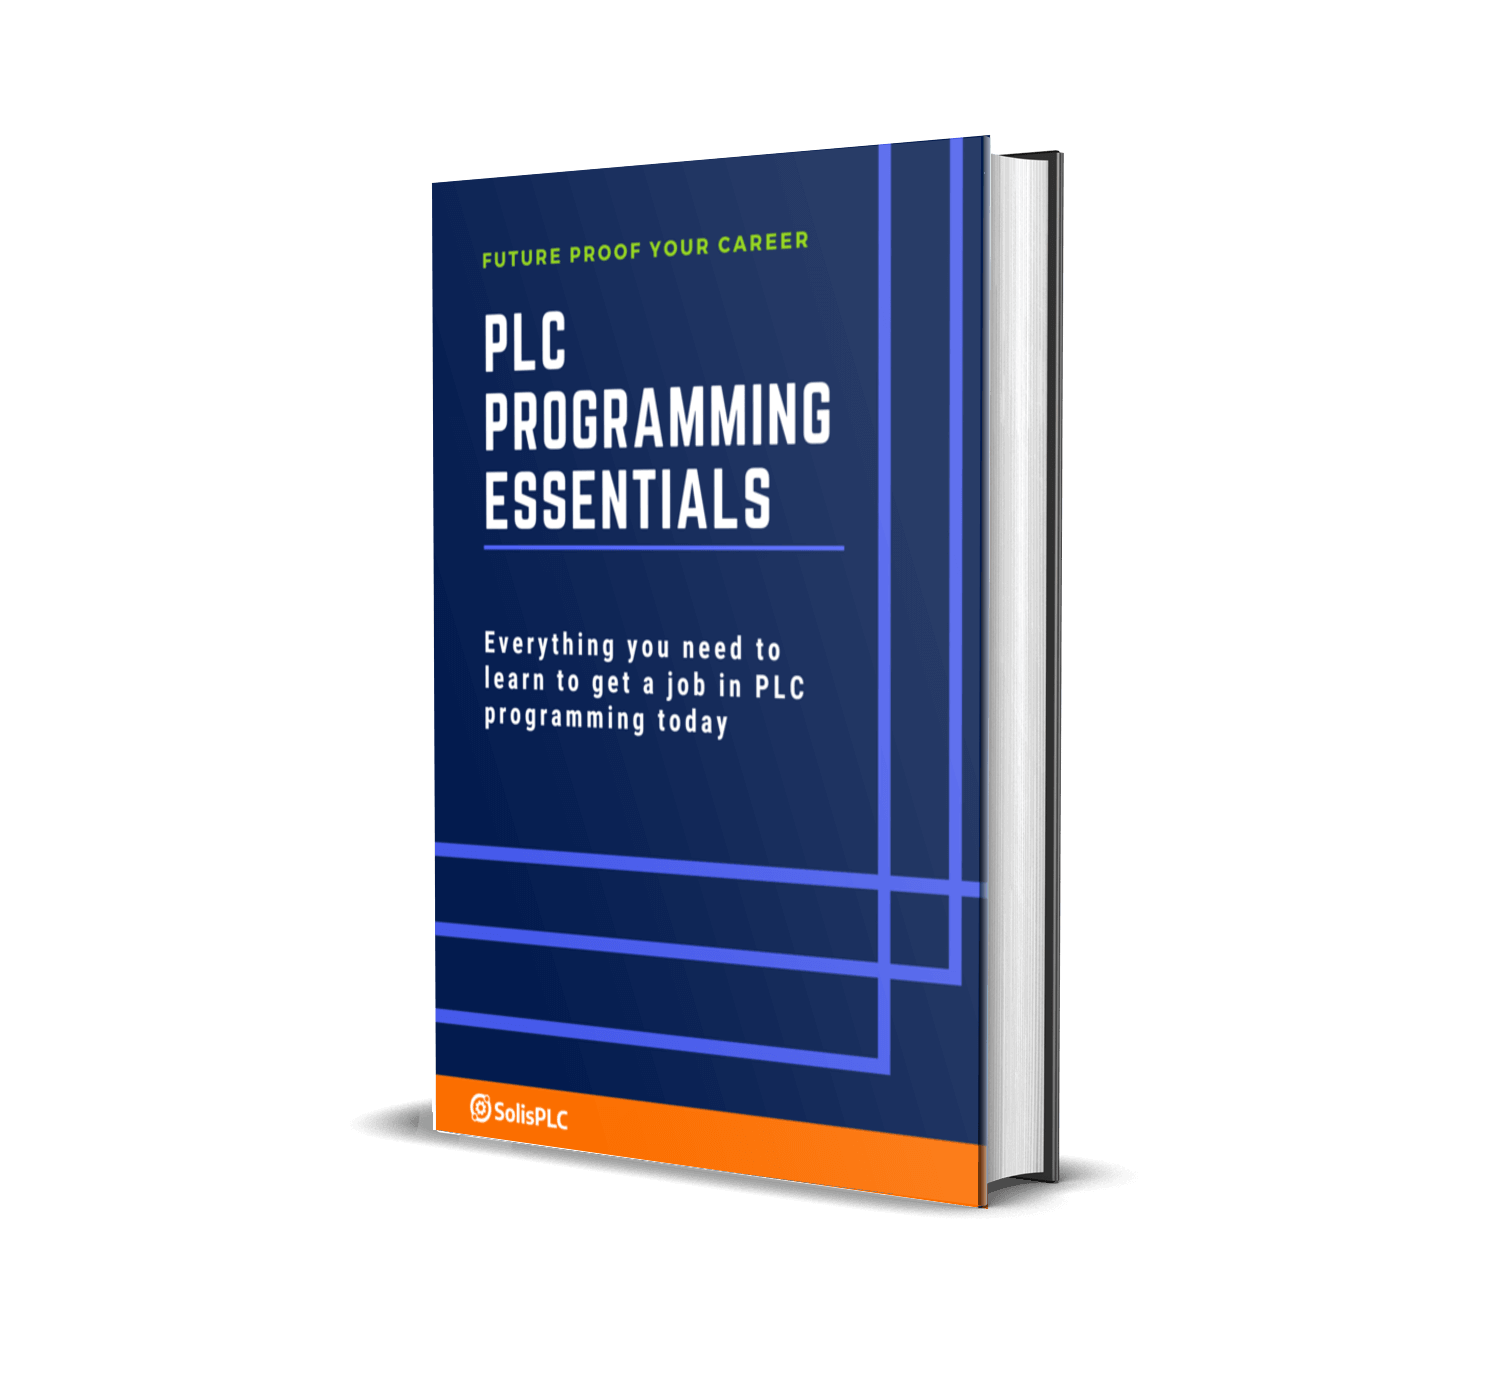 FUTURE PROOF YOUR CAREER
PLC
PROGRAMMING
ESSENTIALS
Everything you need to
learn to get a job in PLC
programming today
SolisPLC